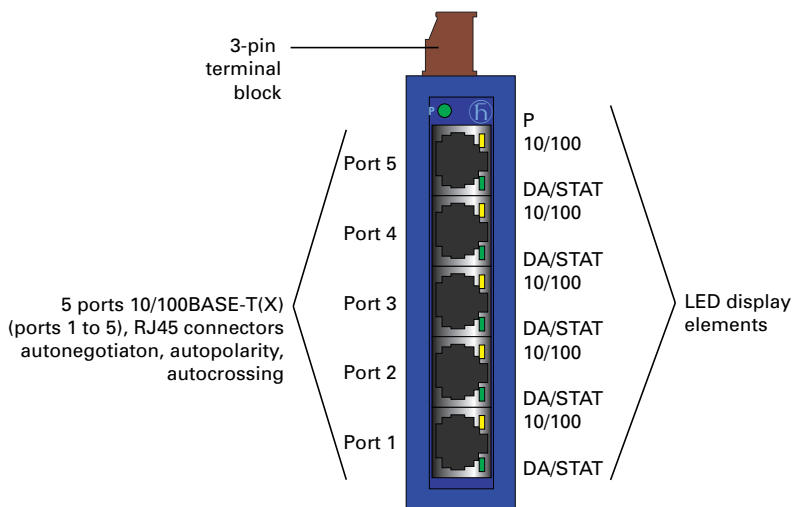 3-pin
terminal
block
P
P
10/100
Port 5
DA/STAT
10/100
Port 4
DA/STAT
10/100
Port 3
DA/STAT
10/100
Port 2
DA/STAT
10/100
Port 1
DA/STAT
5 ports 10/100BASE-T(X)
(ports 1 to 5), RJ45 connectors
autonegotiaton, autopolarity,
autocrossing
LED display
elements